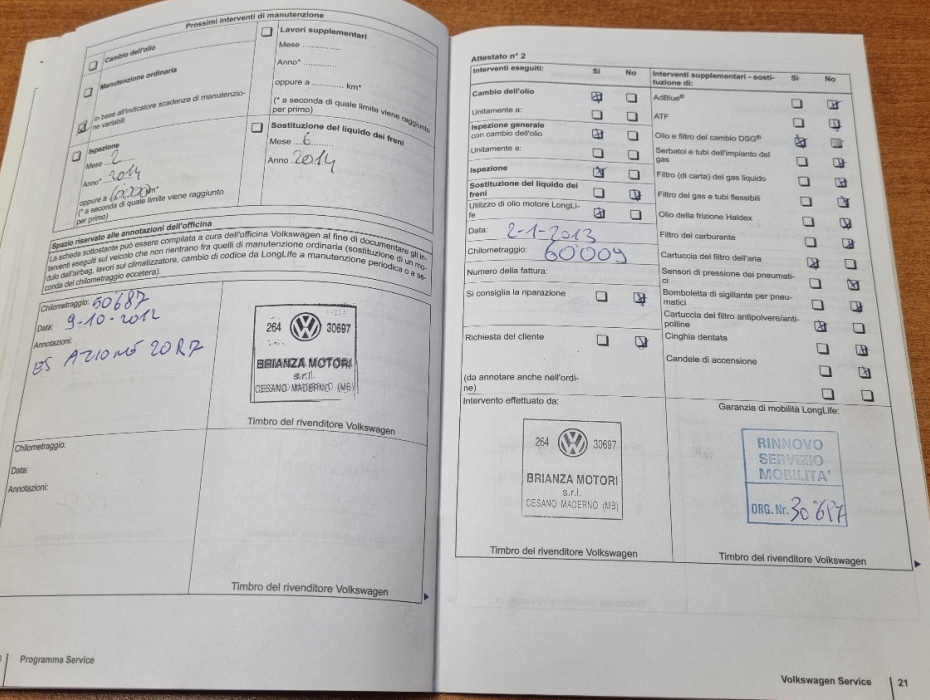 Prossimi interventi di manutenzione
Cambio dell'olio
Manutenzione ordinaria
in base all'indicatore scadenze di manutenzio-
ne variabili
Ispezione
Mese 2
Anno* 2014
oppure a km*
(* a seconda di quale limite viene raggiunto
per primo)
Lavori supplementari
Mese
Anno*
oppure a km*
(* a seconda di quale limite viene raggiunto
per primo)
Sostituzione del liquido dei freni
Mese 6
Anno 2014
Spazio riservato alle annotazioni dell'officina
La scheda sottostante può essere compilata a cura dell'officina Volkswagen al fine di documentare gli in-
terventi eseguiti sul veicolo che non rientrano fra quelli di manutenzione ordinaria (sostituzione di un mo-
dulo dell'airbag, lavori sul climatizzatore, cambio di codice da LongLife a manutenzione periodica o a se-
conda del chilometraggio eccetera).
Chilometraggio: 50687
Data: 9-10-2012
Annotazioni:
AZIONE 20R7
264 30697
BRIANZA MOTORI
s.r.l.
CESANO MADERNO (MB)
Timbro del rivenditore Volkswagen
Chilometraggio:
Data:
Annotazioni:
Timbro del rivenditore Volkswagen
Programma Service
Attestato n° 2
Interventi eseguiti: Sì No
Cambio dell'olio
Unitamente a:
Ispezione generale
con cambio dell'olio
Unitamente a:
Ispezione
Sostituzione del liquido dei
freni
Utilizzo di olio motore LongLi-
fe
Data: 2-1-2013
Chilometraggio: 60009
Numero della fattura:
Si consiglia la riparazione
Richiesta del cliente
(da annotare anche nell'ordi-
ne)
Intervento effettuato da:
264 30697
BRIANZA MOTORI
s.r.l.
CESANO MADERNO (MB)
Timbro del rivenditore Volkswagen
Interventi supplementari - sosti-
tuzione di: Sì No
AdBlue®
ATF
Olio e filtro del cambio DSG®
Serbatoi e tubi dell'impianto del
gas
Filtro (di carta) del gas liquido
Filtro del gas e tubi flessibili
Olio della frizione Haldex
Filtro del carburante
Cartuccia del filtro dell'aria
Sensori di pressione dei pneumati-
ci
Bomboletta di sigillante per pneu-
matici
Cartuccia del filtro antipolvere/anti-
polline
Cinghia dentata
Candele di accensione
Garanzia di mobilità LongLife:
RINNOVO
SERVIZIO
MOBILITA'
ORG. Nr. 30697
Timbro del rivenditore Volkswagen
Volkswagen Service 21